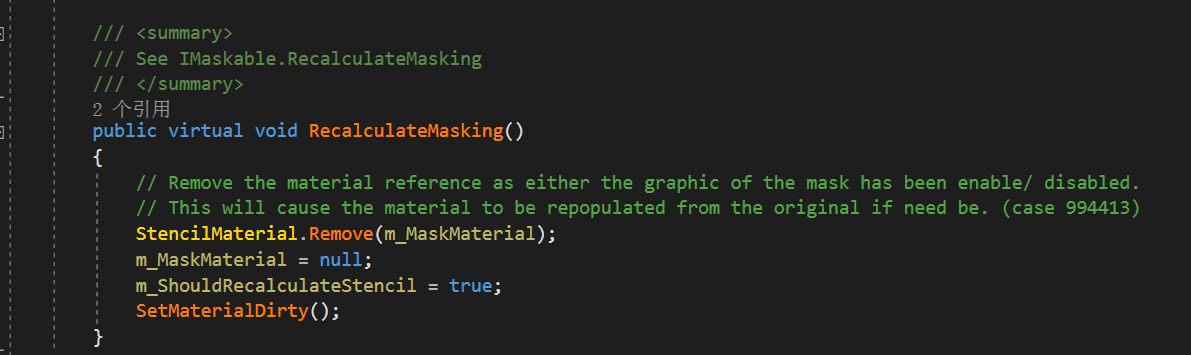 /// <summary>
/// See IMaskable.RecalculateMasking
/// </summary>
2 个引用
public virtual void RecalculateMasking()
{
// Remove the material reference as either the graphic of the mask has been enable/ disabled.
// This will cause the material to be repopulated from the original if need be. (case 994413)
StencilMaterial.Remove(m_MaskMaterial);
m_MaskMaterial = null;
m_ShouldRecalculateStencil = true;
SetMaterialDirty();
}